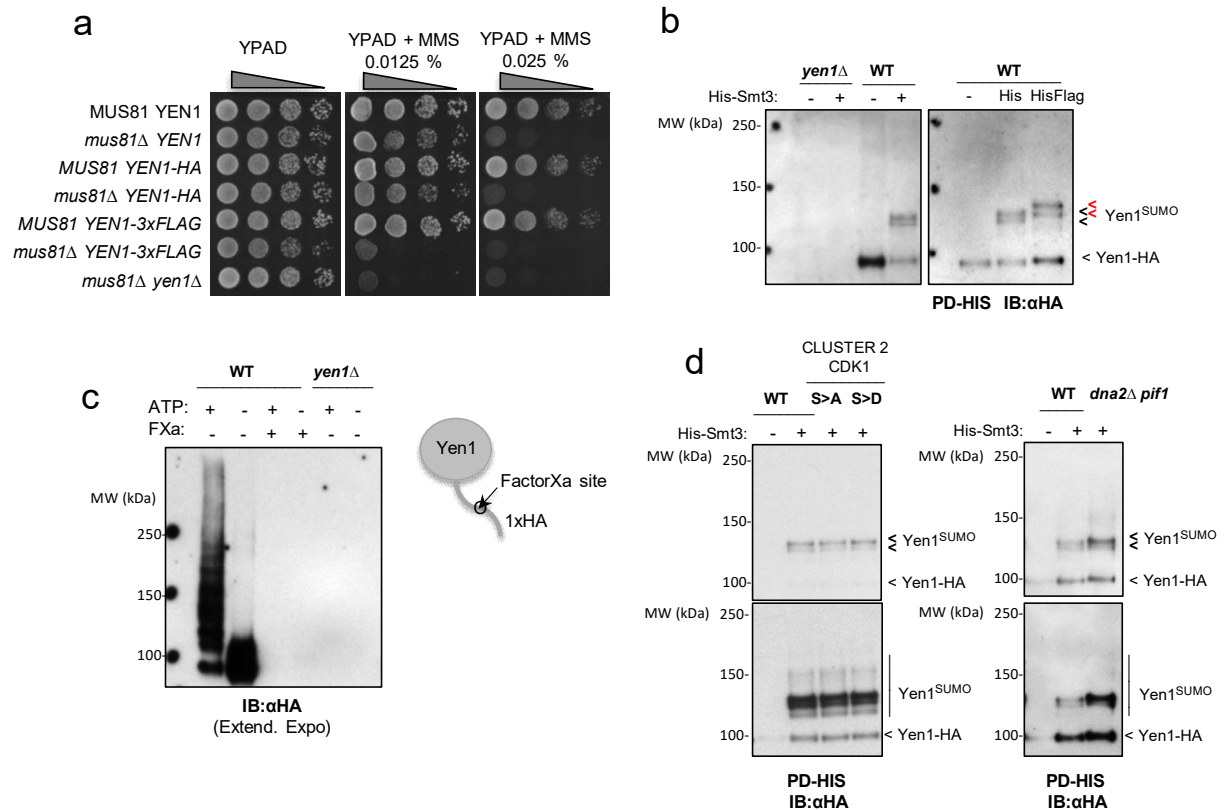 a
YPAD
YPAD + MMS
0.0125 %
YPAD + MMS
0.025 %
MUS81 YEN1
mus81Δ YEN1
MUS81 YEN1-HA
mus81Δ YEN1-HA
MUS81 YEN1-3xFLAG
mus81Δ YEN1-3xFLAG
mus81Δ yen1Δ
b
yen1Δ WT WT
His-Smt3: - + - + - His HisFlag
MW (kDa)
250-
150-
100-
< < < < Yen1SUMO
< Yen1-HA
PD-HIS IB:αHA
c
WT yen1Δ
ATP: + - + - + -
FXa: - - + + - -
MW (kDa)
250-
150-
100-
IB:αHA
(Extend. Expo)
Yen1
FactorXa site
1xHA
d
CLUSTER 2
CDK1
WT S>A S>D
His-Smt3: - + + +
MW (kDa)
250-
150-
100-
< < Yen1SUMO
< Yen1-HA
MW (kDa)
250-
150-
100-
Yen1SUMO
< Yen1-HA
PD-HIS
IB:αHA
WT dna2Δ pif1
His-Smt3: - + +
MW (kDa)
250-
150-
100-
< < Yen1SUMO
< Yen1-HA
MW (kDa)
250-
150-
100-
Yen1SUMO
< Yen1-HA
PD-HIS
IB:αHA